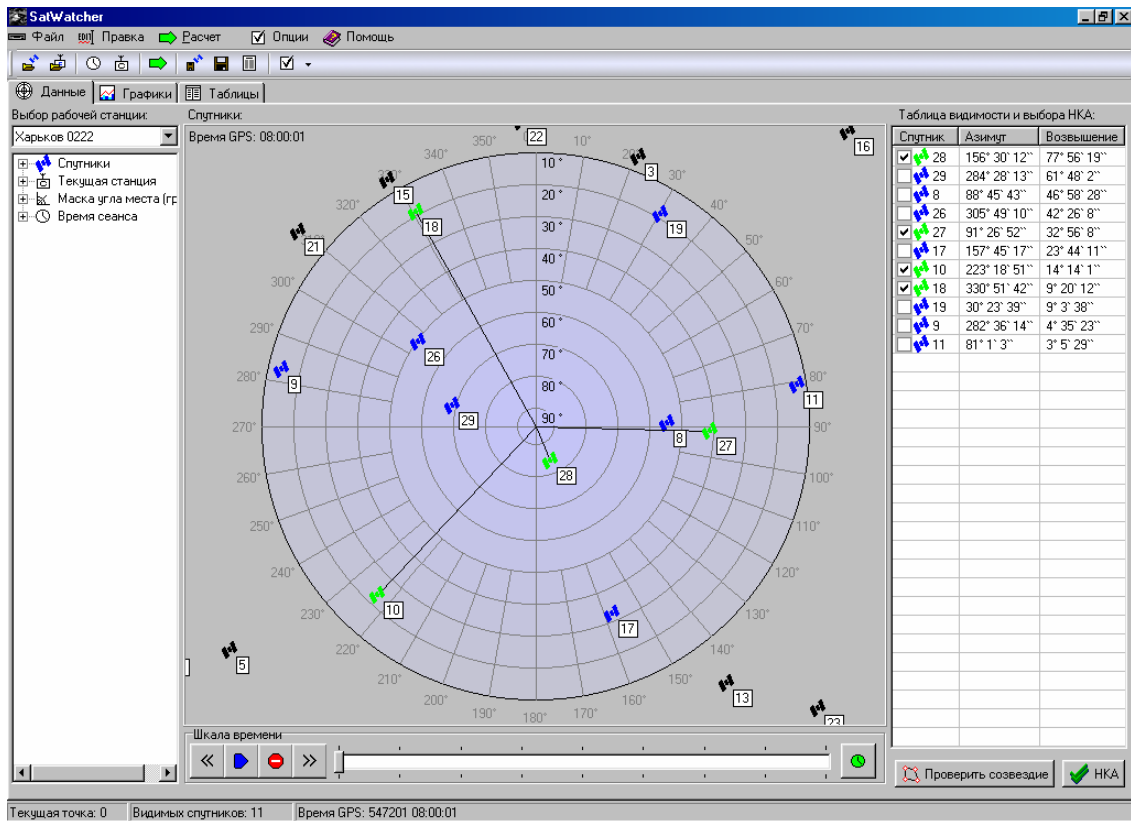 SatWatcher
Файл Правка Расчет Опции Помощь
Данные Графики Таблицы
Выбор рабочей станции:
Харьков 0222
Спутники
Текущая станция
Маска угла места (гр
Время сеанса
Спутники:
Время GPS: 08:00:01
350° 22 10°
340° 3 16
15 10° 30°
320° 18 20° 19 40°
21 30° 50°
40°
300° 50° 60°
290° 60° 70°
26 70°
280° 9 80° 80° 11
29 90° 8 27
270° 90°
28
260° 100°
250° 110°
240° 120°
230° 10 17 130°
5 220° 140°
210° 150° 13
200° 160° 23
190° 180° 170°
Шкала времени
Таблица видимости и выбора НКА:
Спутник Азимут Возвышение
28 156° 30` 12`` 77° 56` 19``
29 284° 28` 13`` 61° 48` 2``
8 88° 45` 43`` 46° 58` 28``
26 305° 49` 10`` 42° 26` 8``
27 91° 26` 52`` 32° 56` 8``
17 157° 45` 17`` 23° 44` 11``
10 223° 18` 51`` 14° 14` 1``
18 330° 51` 42`` 9° 20` 12``
19 30° 23` 39`` 9° 3` 38``
9 282° 36` 14`` 4° 35` 23``
11 81° 1` 3`` 3° 5` 29``
Проверить созвездие НКА
Текущая точка: 0 Видимых спутников: 11 Время GPS: 547201 08:00:01